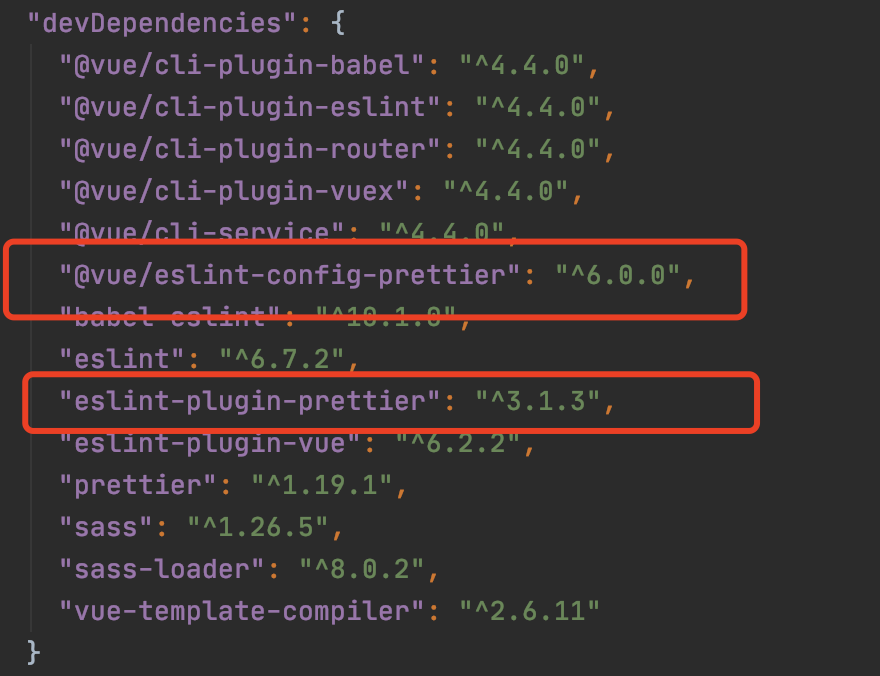 "devDependencies": {
"@vue/cli-plugin-babel": "^4.4.0",
"@vue/cli-plugin-eslint": "^4.4.0",
"@vue/cli-plugin-router": "^4.4.0",
"@vue/cli-plugin-vuex": "^4.4.0",
"@vue/cli-service": "^4.4.0",
"@vue/eslint-config-prettier": "^6.0.0",
"babel-eslint": "^10.1.0",
"eslint": "^6.7.2",
"eslint-plugin-prettier": "^3.1.3",
"eslint-plugin-vue": "^6.2.2",
"prettier": "^1.19.1",
"sass": "^1.26.5",
"sass-loader": "^8.0.2",
"vue-template-compiler": "^2.6.11"
}